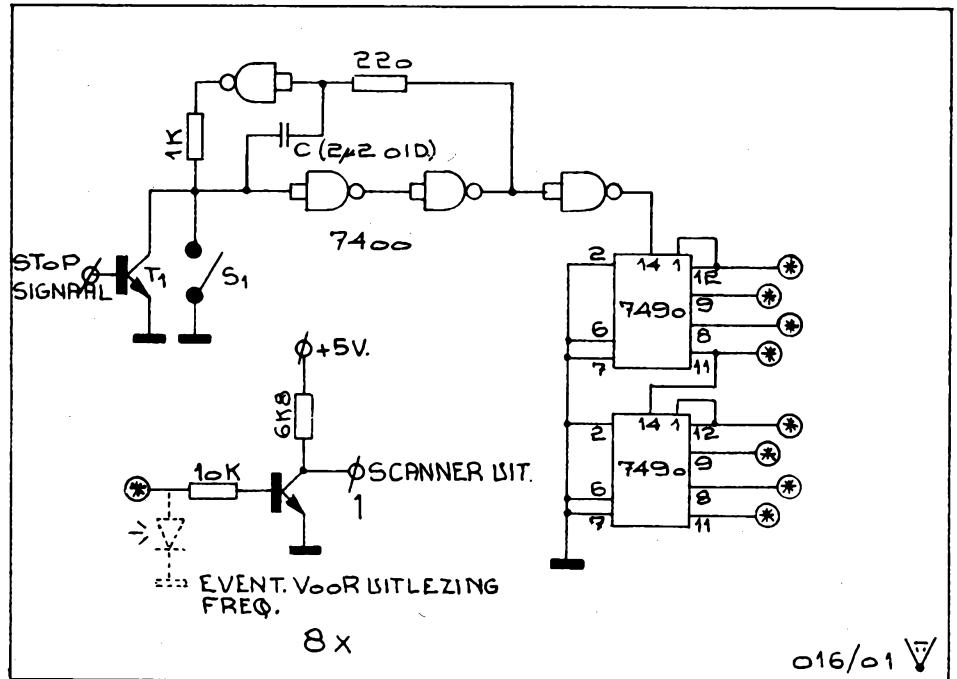 220
1K
C (2µ2 OID.)
7400
STOP
SIGNAAL
T1
S1
2
14
1
12
7490
9
8
6
7
11
+5V.
6K8
14
1
2
12
7490
9
10K
SCANNER UIT.
1
6
8
7
11
EVENT. VOOR UITLEZING
FREQ.
8x
016/01